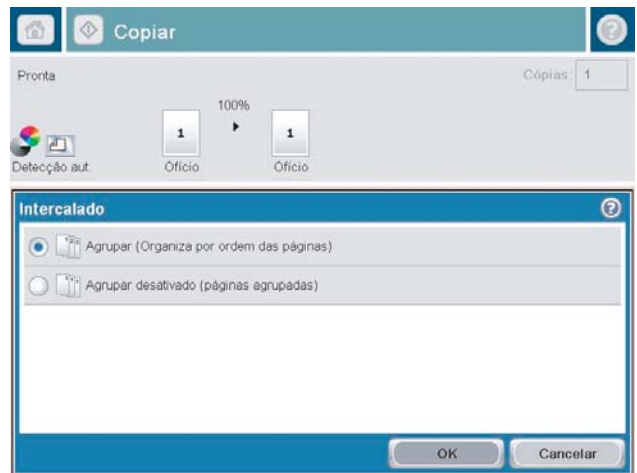 Copiar
Pronta
Cópias: 1
100%
1
1
Detecção aut.
Ofício
Ofício
Intercalado
Agrupar (Organiza por ordem das páginas)
Agrupar desativado (páginas agrupadas)
OK
Cancelar